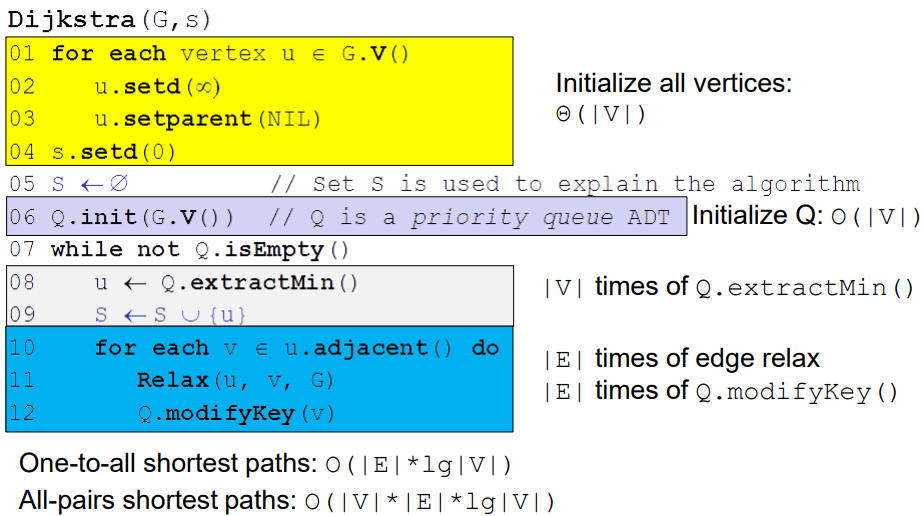 Dijkstra(G,s)
01 for each vertex u ∈ G.V()
02 u.setd(∞)
03 u.setparent(NIL)
04 s.setd(0)
Initialize all vertices:
Θ(|V|)
05 S ← ∅ // Set S is used to explain the algorithm
06 Q.init(G.V()) // Q is a priority queue ADT Initialize Q: O(|V|)
07 while not Q.isEmpty()
08 u ← Q.extractMin()
09 S ← S ∪ {u}
|V| times of Q.extractMin()
10 for each v ∈ u.adjacent() do
11 Relax(u, v, G)
12 Q.modifyKey(v)
|E| times of edge relax
|E| times of Q.modifyKey()
One-to-all shortest paths: O(|E|*lg|V|)
All-pairs shortest paths: O(|V|*|E|*lg|V|)